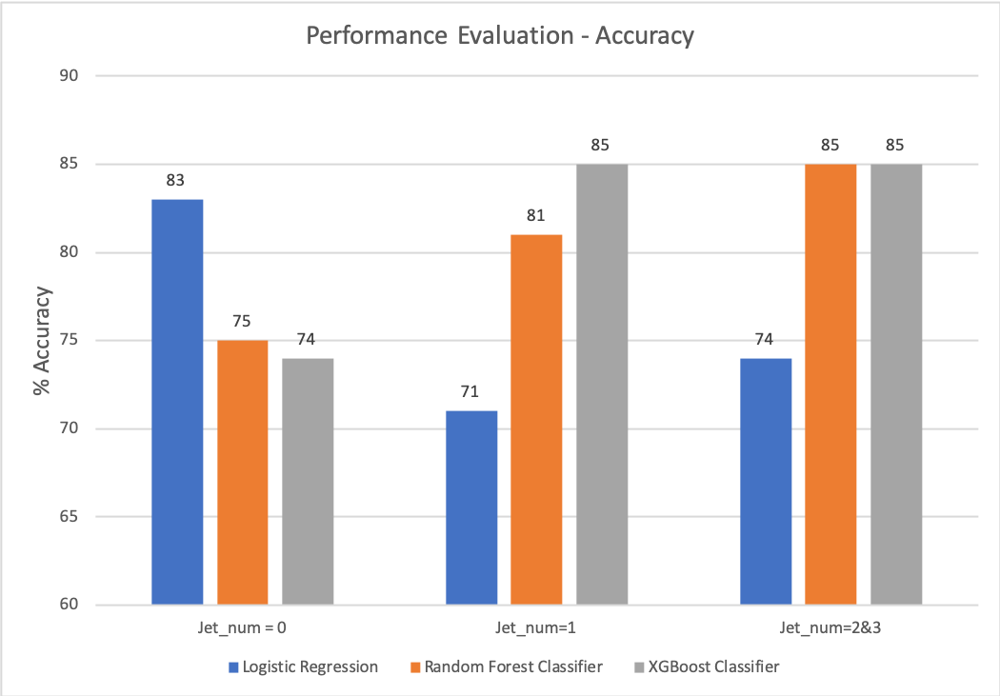 Performance Evaluation - Accuracy
% Accuracy
90
85
80
75
70
65
60
83
75
74
71
81
85
74
85
85
Jet_num = 0
Jet_num=1
Jet_num=2&3
Logistic Regression
Random Forest Classifier
XGBoost Classifier